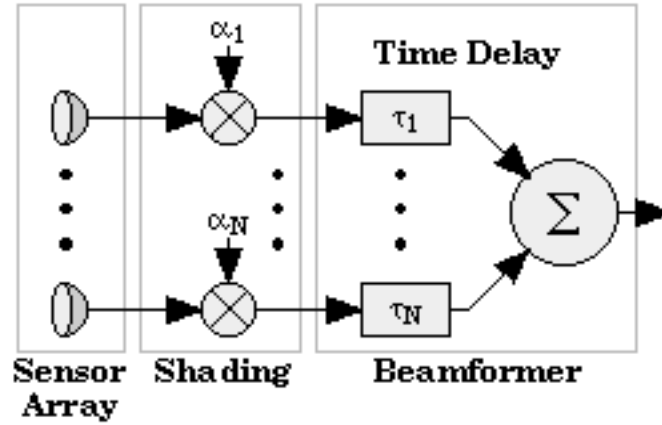 α1
Time Delay
τ1
αN
Σ
τN
Sensor
Array
Shading
Beamformer